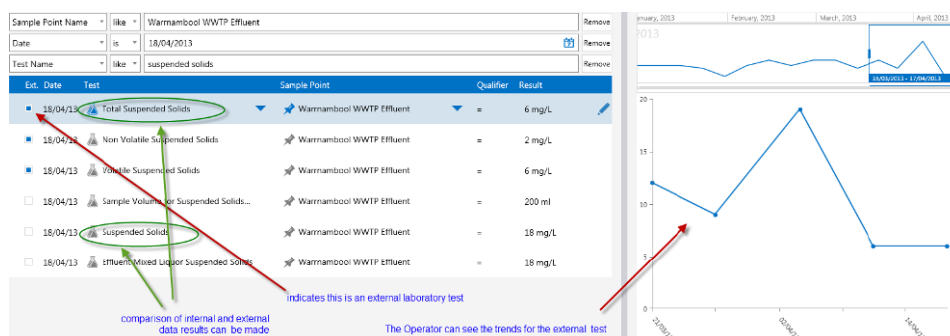 Sample Point Name like Warrnambool WWTP Effluent Remove
Date is 18/04/2013 Remove
Test Name like suspended solids Remove
Ext. Date Test Sample Point Qualifier Result
18/04/13 Total Suspended Solids Warrnambool WWTP Effluent = 6 mg/L
18/04/13 Non Volatile Suspended Solids Warrnambool WWTP Effluent = 2 mg/L
18/04/13 Volatile Suspended Solids Warrnambool WWTP Effluent = 6 mg/L
18/04/13 Sample Volume for Suspended Solids... Warrnambool WWTP Effluent = 200 ml
18/04/13 Suspended Solids Warrnambool WWTP Effluent = 18 mg/L
18/04/13 Effluent Mixed Liquor Suspended Solids Warrnambool WWTP Effluent = 18 mg/L
indicates this is an external laboratory test
comparison of internal and external
data results can be made
The Operator can see the trends for the external test
February, 2013 March, 2013 April, 2013
2013
18/03/2013 - 17/04/2013
20
15
10
5
0